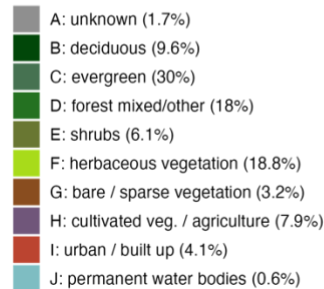 A: unknown (1.7%)
B: deciduous (9.6%)
C: evergreen (30%)
D: forest mixed/other (18%)
E: shrubs (6.1%)
F: herbaceous vegetation (18.8%)
G: bare / sparse vegetation (3.2%)
H: cultivated veg. / agriculture (7.9%)
I: urban / built up (4.1%)
J: permanent water bodies (0.6%)